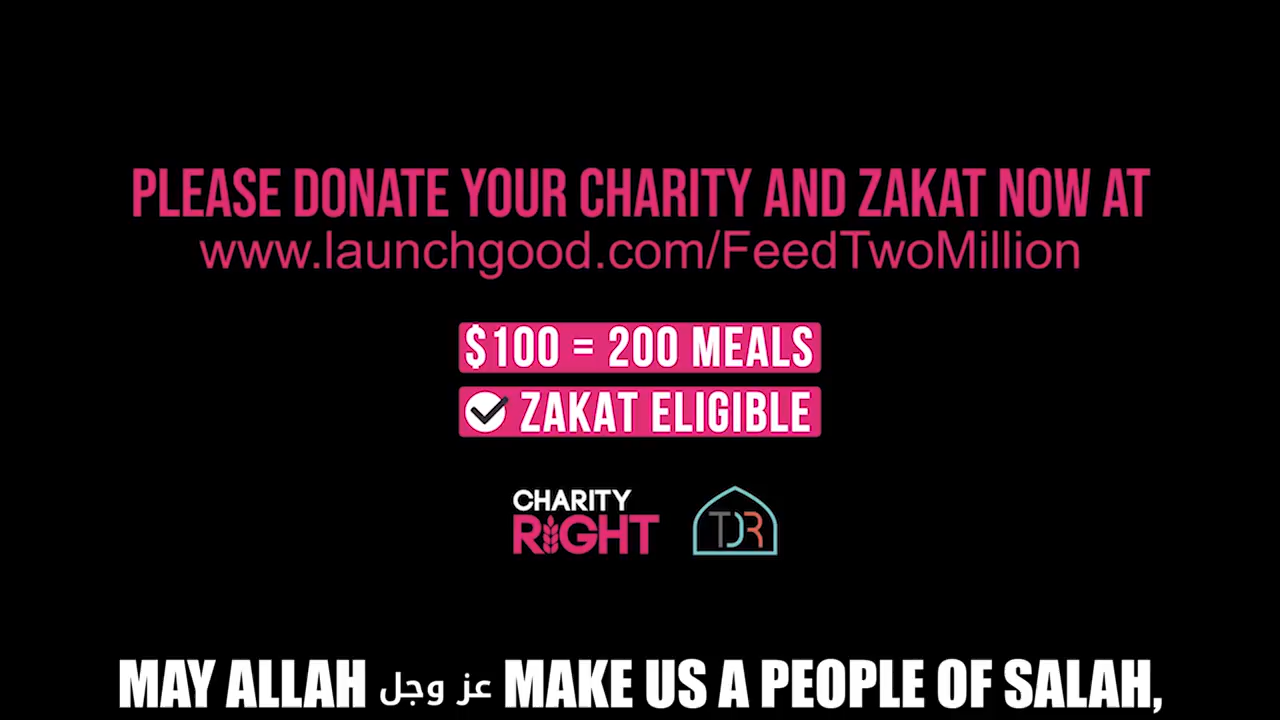 PLEASE DONATE YOUR CHARITY AND ZAKAT NOW AT
www.launchgood.com/FeedTwoMillion
$100 = 200 MEALS
ZAKAT ELIGIBLE
CHARITY
RIGHT
TDR
MAY ALLAH عز وجل MAKE US A PEOPLE OF SALAH,